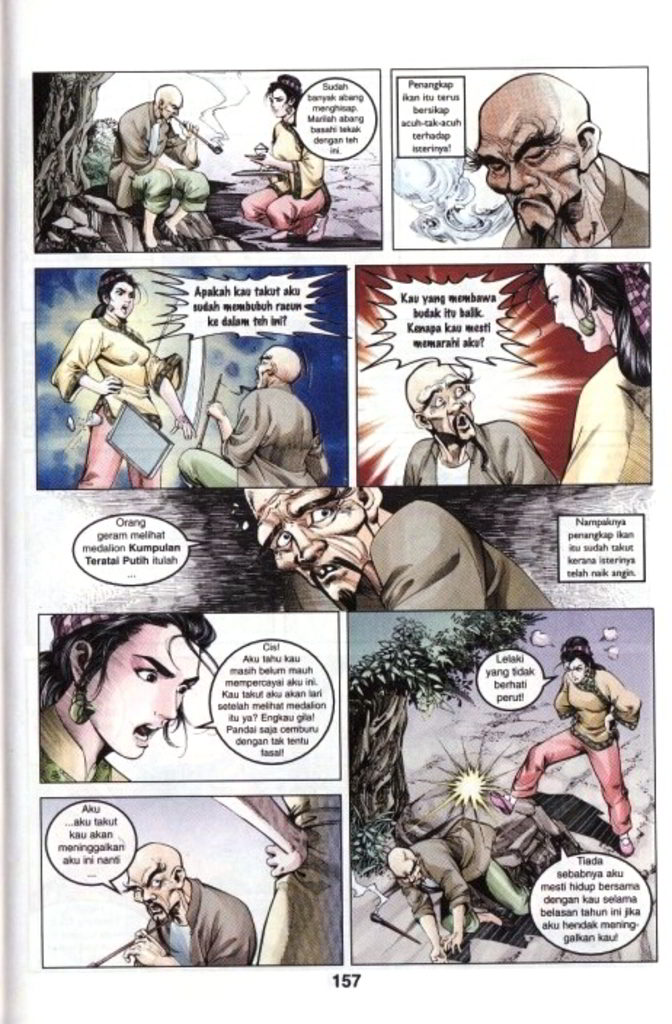 Sudah
banyak abang
menghisap.
Marilah abang
basahi tekak
dengan teh
ini.
Penangkap
ikan itu terus
bersikap
acuh-tak-acuh
terhadap
isterinya!
Apakah kau takut aku
sudah membubuh racun
ke dalam teh ini?
Kau yang membawa
budak itu balik.
Kenapa kau mesti
memarahi aku?
Orang
geram melihat
medalion Kumpulan
Teratai Putih itulah
...
Nampaknya
penangkap ikan
itu sudah takut
kerana isterinya
telah naik angin.
Cis!
Aku tahu kau
masih belum mauh
mempercayai aku ini.
Kau takut aku akan lari
setelah melihat medalion
itu ya? Engkau gila!
Pandai saja cemburu
dengan tak tentu
fasal!
Lelaki
yang tidak
berhati
perut!
Aku
...aku takut
kau akan
meninggalkan
aku ini nanti
...
Tiada
sebabnya aku
mesti hidup bersama
dengan kau selama
belasan tahun ini jika
aku hendak mening-
galkan kau!
157